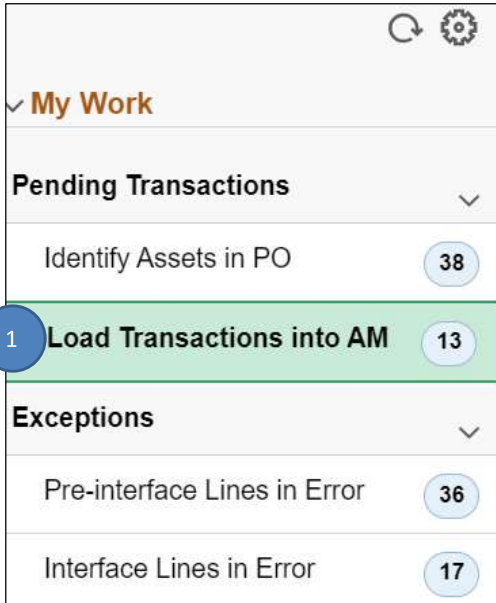 My Work
Pending Transactions
Identify Assets in PO 38
1 Load Transactions into AM 13
Exceptions
Pre-interface Lines in Error 36
Interface Lines in Error 17